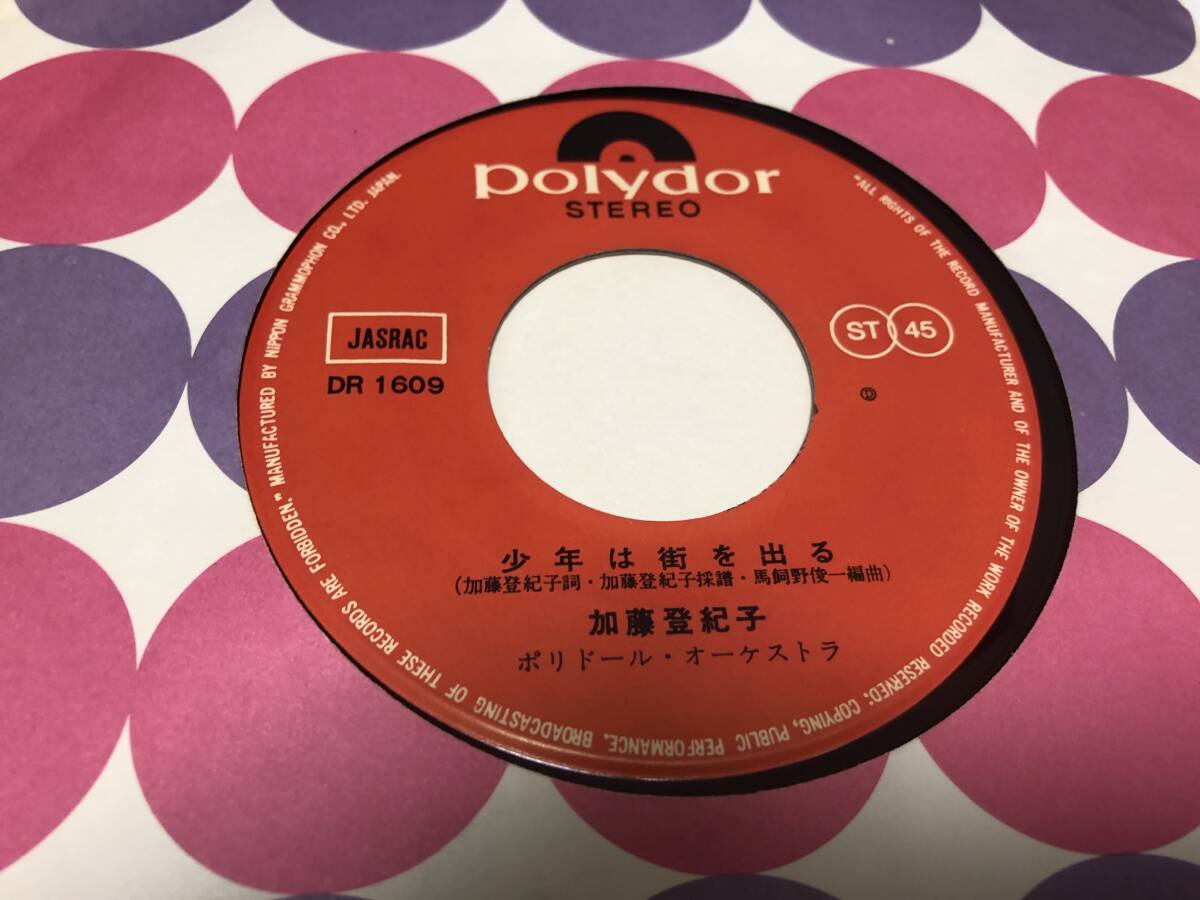 polydor
STEREO
JASRAC
DR 1609
ST 45
Ⓓ
少年は街を出る
(加藤登紀子詞・加藤登紀子採譜・馬飼野俊一編曲)
加藤登紀子
ポリドール・オーケストラ
"ALL RIGHTS OF THE RECORD MANUFACTURER AND OF THE OWNER OF THE WORK RECORDED RESERVED. COPYING, PUBLIC PERFORMANCE, BROADCASTING OF THESE RECORDS ARE FORBIDDEN." MANUFACTURED BY NIPPON GRAMMOPHON CO., LTD. JAPAN.